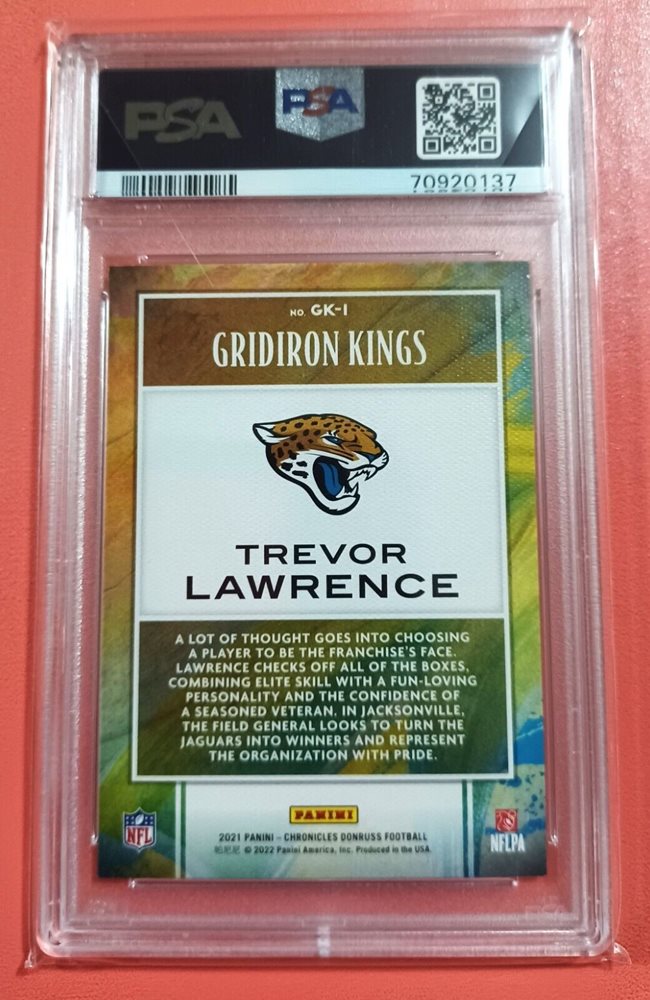 PSA
PSA
70920137
NO. GK-1
GRIDIRON KINGS
TREVOR
LAWRENCE
A LOT OF THOUGHT GOES INTO CHOOSING
A PLAYER TO BE THE FRANCHISE'S FACE.
LAWRENCE CHECKS OFF ALL OF THE BOXES,
COMBINING ELITE SKILL WITH A FUN-LOVING
PERSONALITY AND THE CONFIDENCE OF
A SEASONED VETERAN. IN JACKSONVILLE,
THE FIELD GENERAL LOOKS TO TURN THE
JAGUARS INTO WINNERS AND REPRESENT
THE ORGANIZATION WITH PRIDE.
PANINI
NFL
NFLPA
2021 PANINI – CHRONICLES DONRUSS FOOTBALL
帕尼尼 © 2022 Panini America, Inc. Produced in the USA.